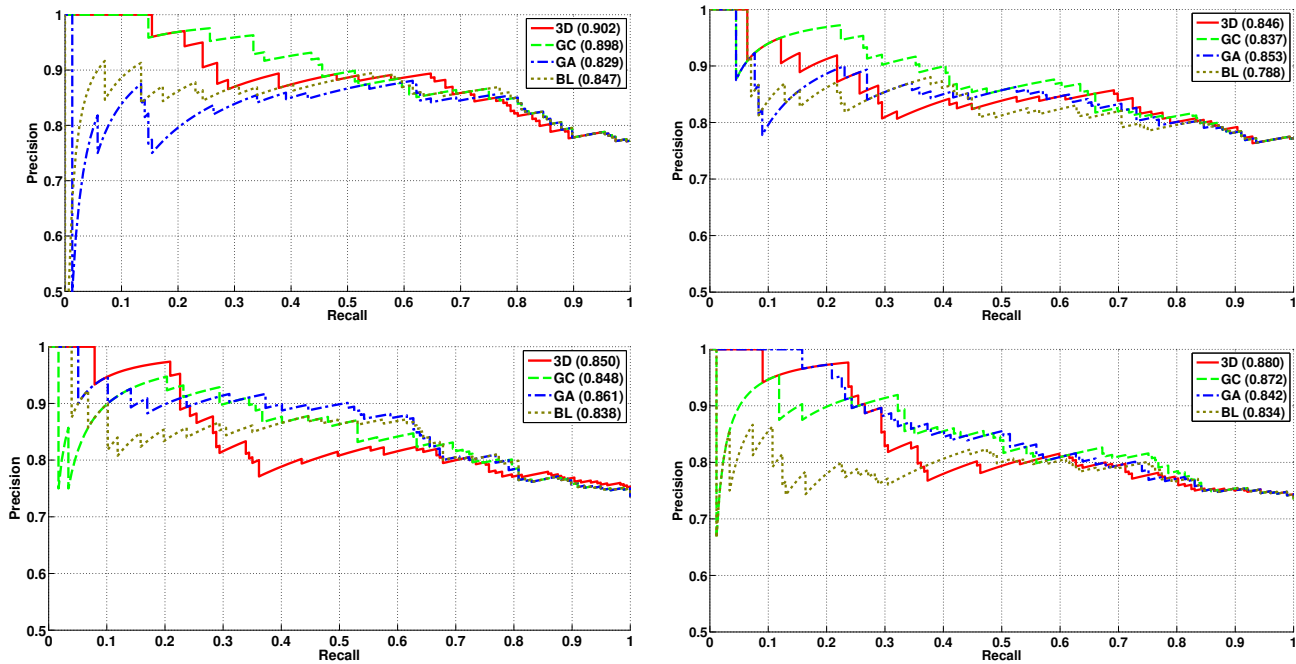 1
0.9
0.8
0.7
0.6
0.5
Precision
0 0.1 0.2 0.3 0.4 0.5 0.6 0.7 0.8 0.9 1
Recall
3D (0.902)
GC (0.898)
GA (0.829)
BL (0.847)
1
0.9
0.8
0.7
0.6
0.5
Precision
0 0.1 0.2 0.3 0.4 0.5 0.6 0.7 0.8 0.9 1
Recall
3D (0.846)
GC (0.837)
GA (0.853)
BL (0.788)
1
0.9
0.8
0.7
0.6
0.5
Precision
0 0.1 0.2 0.3 0.4 0.5 0.6 0.7 0.8 0.9 1
Recall
3D (0.850)
GC (0.848)
GA (0.861)
BL (0.838)
1
0.9
0.8
0.7
0.6
0.5
Precision
0 0.1 0.2 0.3 0.4 0.5 0.6 0.7 0.8 0.9 1
Recall
3D (0.880)
GC (0.872)
GA (0.842)
BL (0.834)